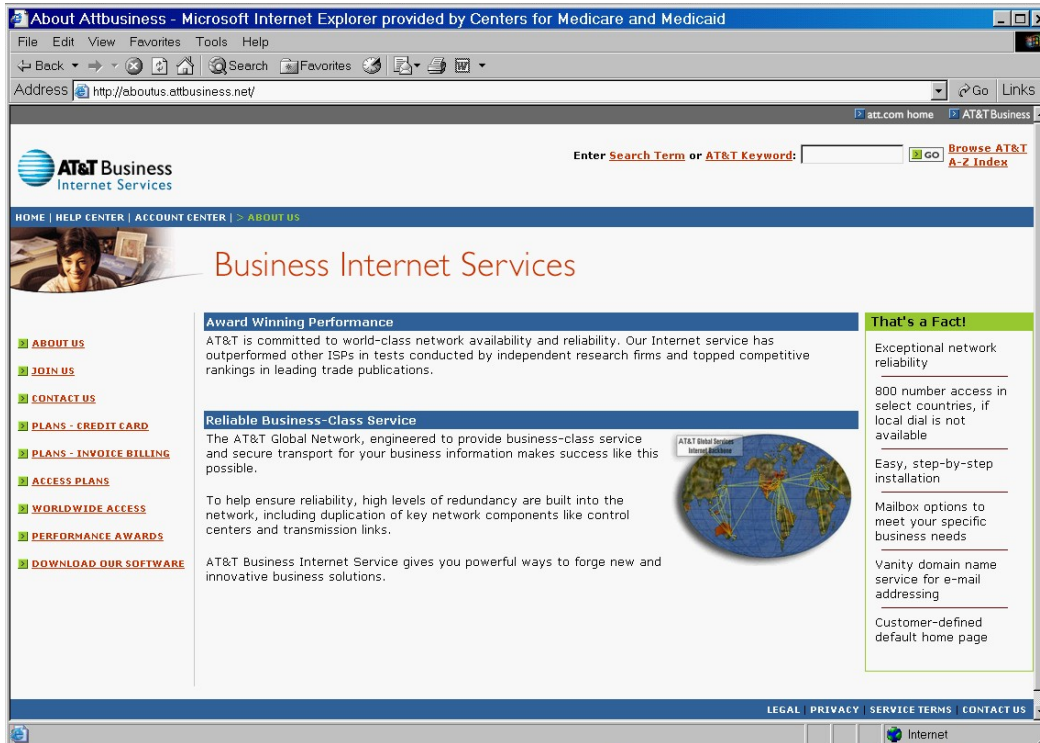 About Attbusiness - Microsoft Internet Explorer provided by Centers for Medicare and Medicaid
File Edit View Favorites Tools Help
Back Search Favorites
Address http://aboutus.attbusiness.net/ Go Links
att.com home AT&T Business
AT&T Business
Internet Services
Enter Search Term or AT&T Keyword: GO Browse AT&T
A-Z Index
HOME | HELP CENTER | ACCOUNT CENTER | > ABOUT US
Business Internet Services
ABOUT US
JOIN US
CONTACT US
PLANS - CREDIT CARD
PLANS - INVOICE BILLING
ACCESS PLANS
WORLDWIDE ACCESS
PERFORMANCE AWARDS
DOWNLOAD OUR SOFTWARE
Award Winning Performance
AT&T is committed to world-class network availability and reliability. Our Internet service has
outperformed other ISPs in tests conducted by independent research firms and topped competitive
rankings in leading trade publications.
Reliable Business-Class Service
The AT&T Global Network, engineered to provide business-class service
and secure transport for your business information makes success like this
possible.
To help ensure reliability, high levels of redundancy are built into the
network, including duplication of key network components like control
centers and transmission links.
AT&T Business Internet Service gives you powerful ways to forge new and
innovative business solutions.
AT&T Global Services
Internet Backbone
That's a Fact!
Exceptional network
reliability
800 number access in
select countries, if
local dial is not
available
Easy, step-by-step
installation
Mailbox options to
meet your specific
business needs
Vanity domain name
service for e-mail
addressing
Customer-defined
default home page
LEGAL | PRIVACY | SERVICE TERMS | CONTACT US
Internet